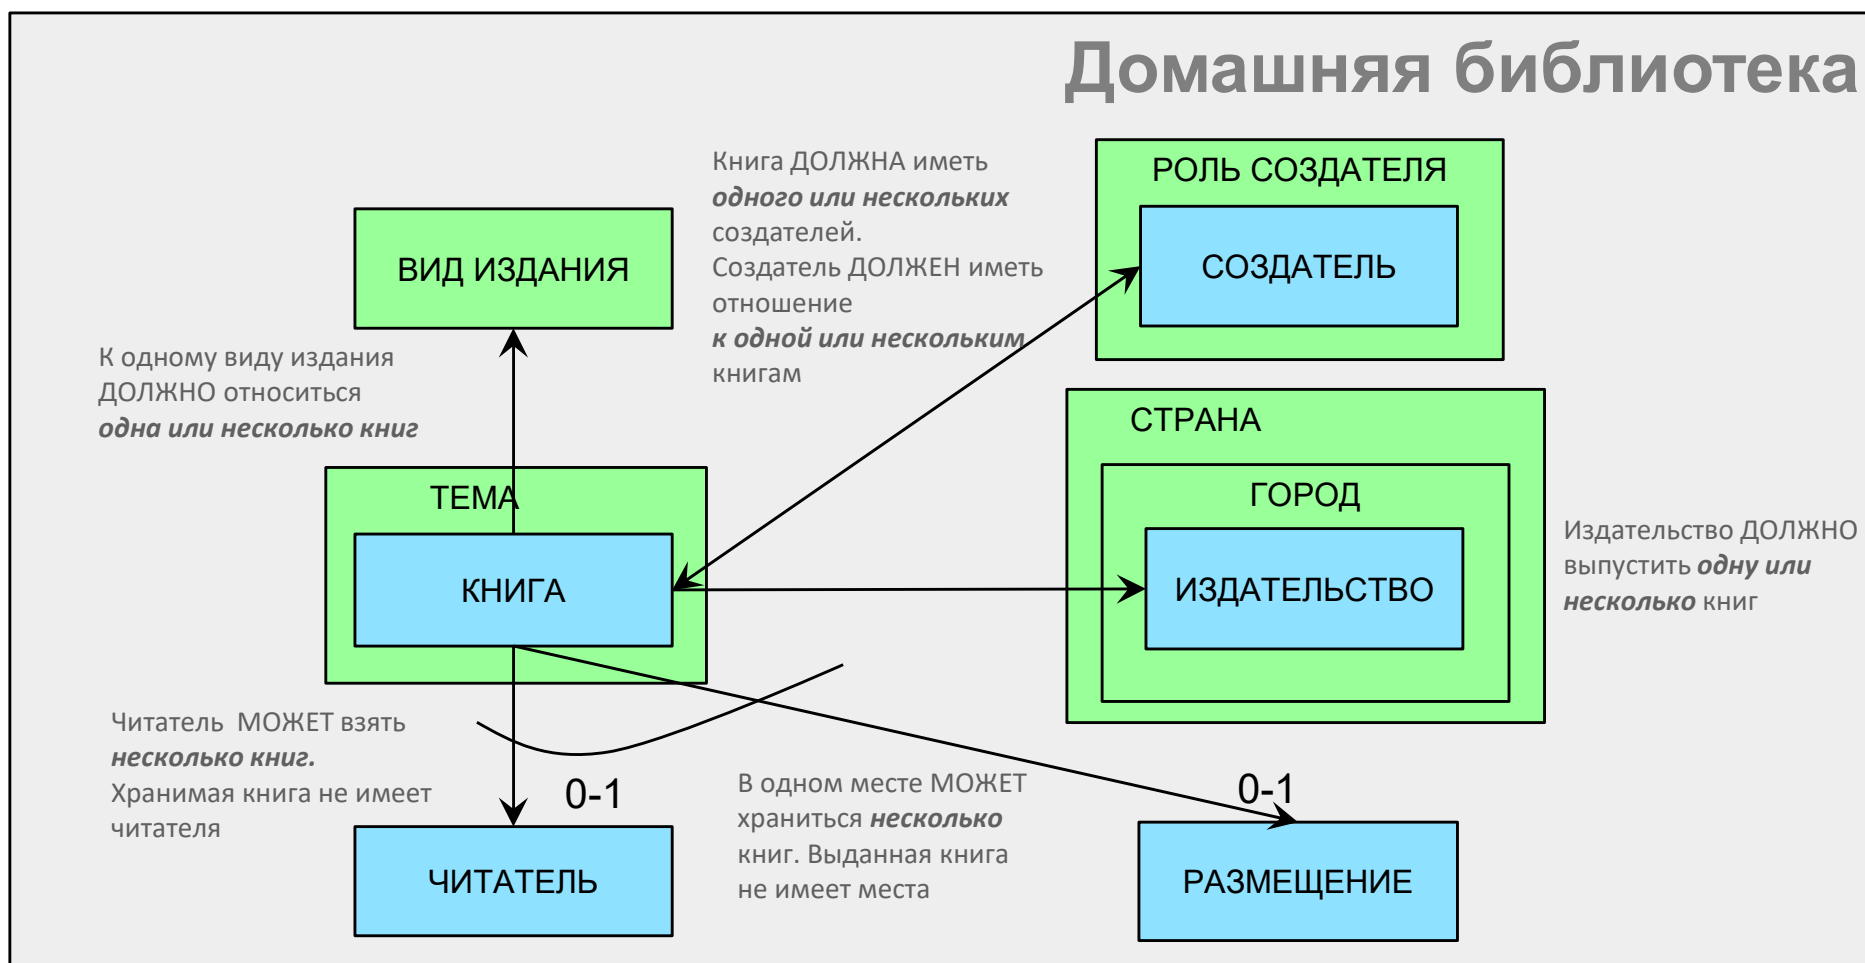 Домашняя библиотека
Книга ДОЛЖНА иметь
одного или нескольких
создателей.
Создатель ДОЛЖЕН иметь
отношение
к одной или нескольким
книгам
РОЛЬ СОЗДАТЕЛЯ
СОЗДАТЕЛЬ
ВИД ИЗДАНИЯ
К одному виду издания
ДОЛЖНО относиться
одна или несколько книг
СТРАНА
ГОРОД
ИЗДАТЕЛЬСТВО
Издательство ДОЛЖНО
выпустить одну или
несколько книг
ТЕМА
КНИГА
Читатель МОЖЕТ взять
несколько книг.
Хранимая книга не имеет
читателя
0-1
ЧИТАТЕЛЬ
В одном месте МОЖЕТ
храниться несколько
книг. Выданная книга
не имеет места
0-1
РАЗМЕЩЕНИЕ